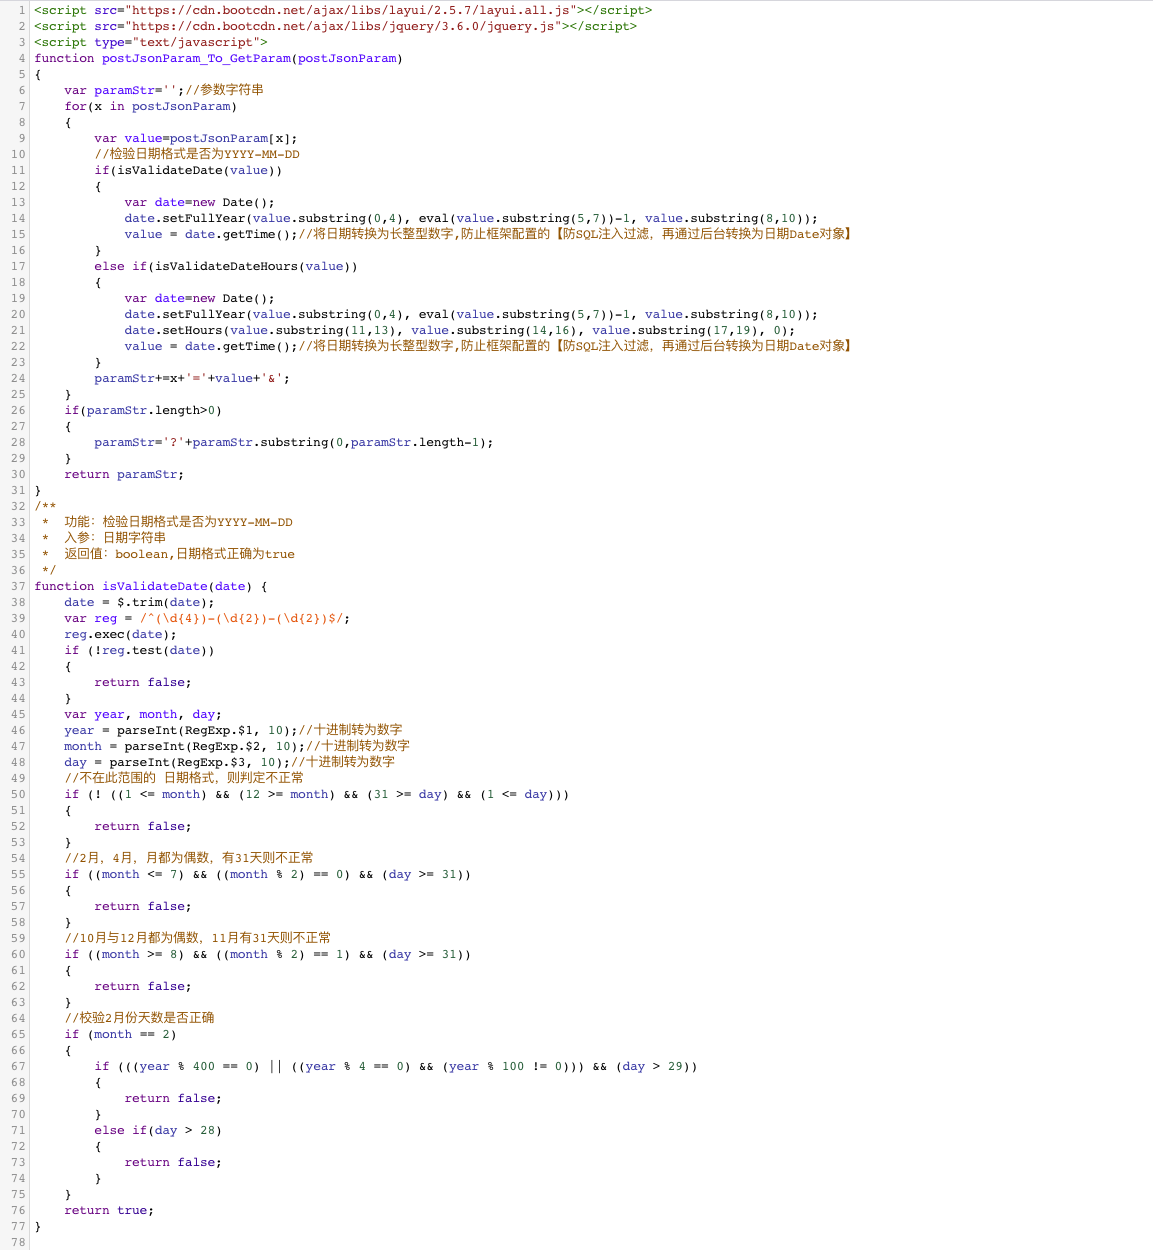 1 <script src="https://cdn.bootcdn.net/ajax/libs/layui/2.5.7/layui.all.js"></script>
2 <script src="https://cdn.bootcdn.net/ajax/libs/jquery/3.6.0/jquery.js"></script>
3 <script type="text/javascript">
4 function postJsonParam_To_GetParam(postJsonParam)
5 {
6     var paramStr='';//参数字符串
7     for(x in postJsonParam)
8     {
9         var value=postJsonParam[x];
10         //检验日期格式是否为YYYY-MM-DD
11         if(isValidateDate(value))
12         {
13             var date=new Date();
14             date.setFullYear(value.substring(0,4), eval(value.substring(5,7))-1, value.substring(8,10));
15             value = date.getTime();//将日期转换为长整型数字,防止框架配置的【防SQL注入过滤，再通过后台转换为日期Date对象】
16         }
17         else if(isValidateDateHours(value))
18         {
19             var date=new Date();
20             date.setFullYear(value.substring(0,4), eval(value.substring(5,7))-1, value.substring(8,10));
21             date.setHours(value.substring(11,13), value.substring(14,16), value.substring(17,19), 0);
22             value = date.getTime();//将日期转换为长整型数字,防止框架配置的【防SQL注入过滤，再通过后台转换为日期Date对象】
23         }
24         paramStr+=x+'='+value+'&';
25     }
26     if(paramStr.length>0)
27     {
28         paramStr='?'+paramStr.substring(0,paramStr.length-1);
29     }
30     return paramStr;
31 }
32 /**
33  *  功能：检验日期格式是否为YYYY-MM-DD
34  *  入参：日期字符串
35  *  返回值：boolean,日期格式正确为true
36  */
37 function isValidateDate(date) {
38     date = $.trim(date);
39     var reg = /^(\d{4})-(\d{2})-(\d{2})$/;
40     reg.exec(date);
41     if (!reg.test(date))
42     {
43         return false;
44     }
45     var year, month, day;
46     year = parseInt(RegExp.$1, 10);//十进制转为数字
47     month = parseInt(RegExp.$2, 10);//十进制转为数字
48     day = parseInt(RegExp.$3, 10);//十进制转为数字
49     //不在此范围的 日期格式，则判定不正常
50     if (! ((1 <= month) && (12 >= month) && (31 >= day) && (1 <= day)))
51     {
52         return false;
53     }
54     //2月，4月，月都为偶数，有31天则不正常
55     if ((month <= 7) && ((month % 2) == 0) && (day >= 31))
56     {
57         return false;
58     }
59     //10月与12月都为偶数，11月有31天则不正常
60     if ((month >= 8) && ((month % 2) == 1) && (day >= 31))
61     {
62         return false;
63     }
64     //校验2月份天数是否正确
65     if (month == 2)
66     {
67         if (((year % 400 == 0) || ((year % 4 == 0) && (year % 100 != 0))) && (day > 29))
68         {
69             return false;
70         }
71         else if(day > 28)
72         {
73             return false;
74         }
75     }
76     return true;
77 }
78